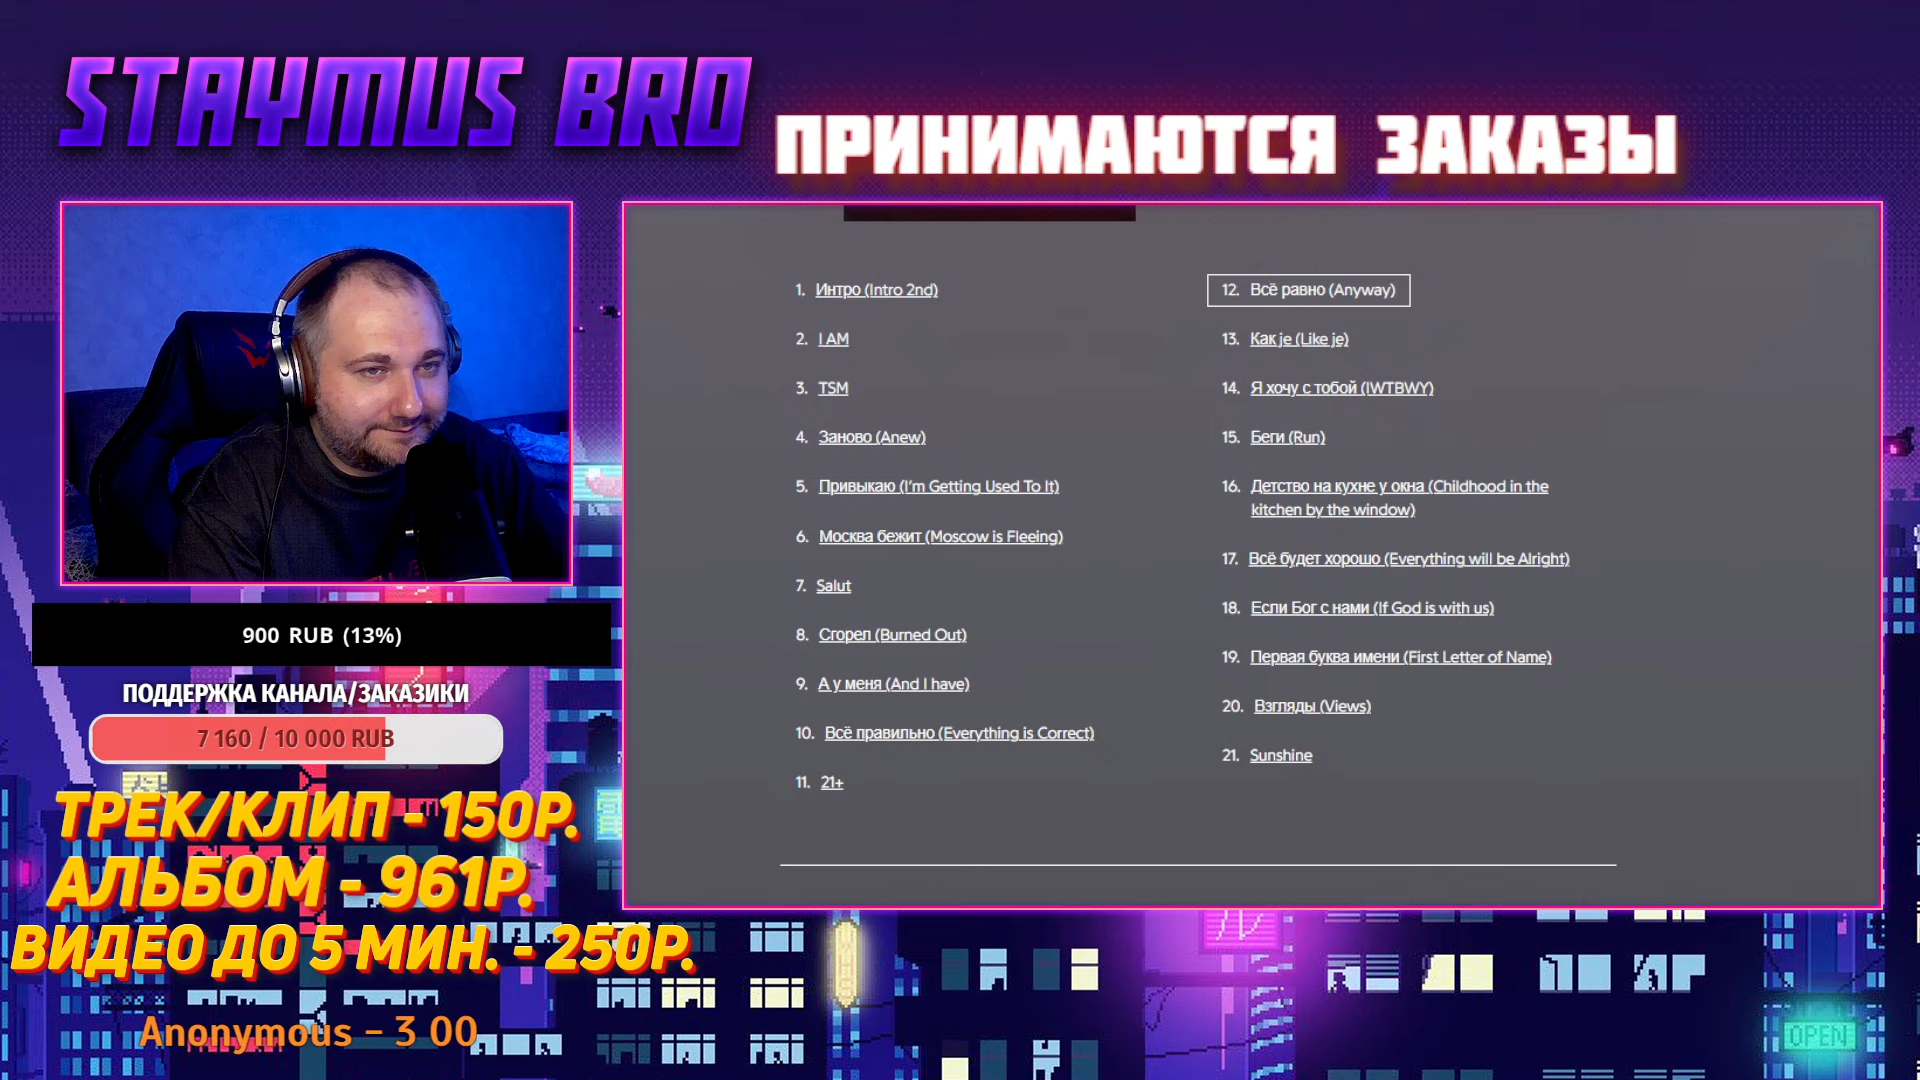 STAYMUS BRO
ПРИНИМАЮТСЯ ЗАКАЗЫ
1. Интро (Intro 2nd)
2. I AM
3. TSM
4. Заново (Anew)
5. Привыкаю (I'm Getting Used To It)
6. Москва бежит (Moscow is Fleeing)
7. Salut
8. Сгорел (Burned Out)
9. А у меня (And I have)
10. Всё правильно (Everything is Correct)
11. 21+
12. Всё равно (Anyway)
13. Как je (Like je)
14. Я хочу с тобой (IWTBWY)
15. Беги (Run)
16. Детство на кухне у окна (Childhood in the
kitchen by the window)
17. Всё будет хорошо (Everything will be Alright)
18. Если Бог с нами (If God is with us)
19. Первая буква имени (First Letter of Name)
20. Взгляды (Views)
21. Sunshine
900 RUB (13%)
ПОДДЕРЖКА КАНАЛА/ЗАКАЗИКИ
7 160 / 10 000 RUB
ТРЕК/КЛИП - 150Р.
АЛЬБОМ - 961Р.
ВИДЕО ДО 5 МИН. - 250Р.
Anonymous – 3 00
OPEN